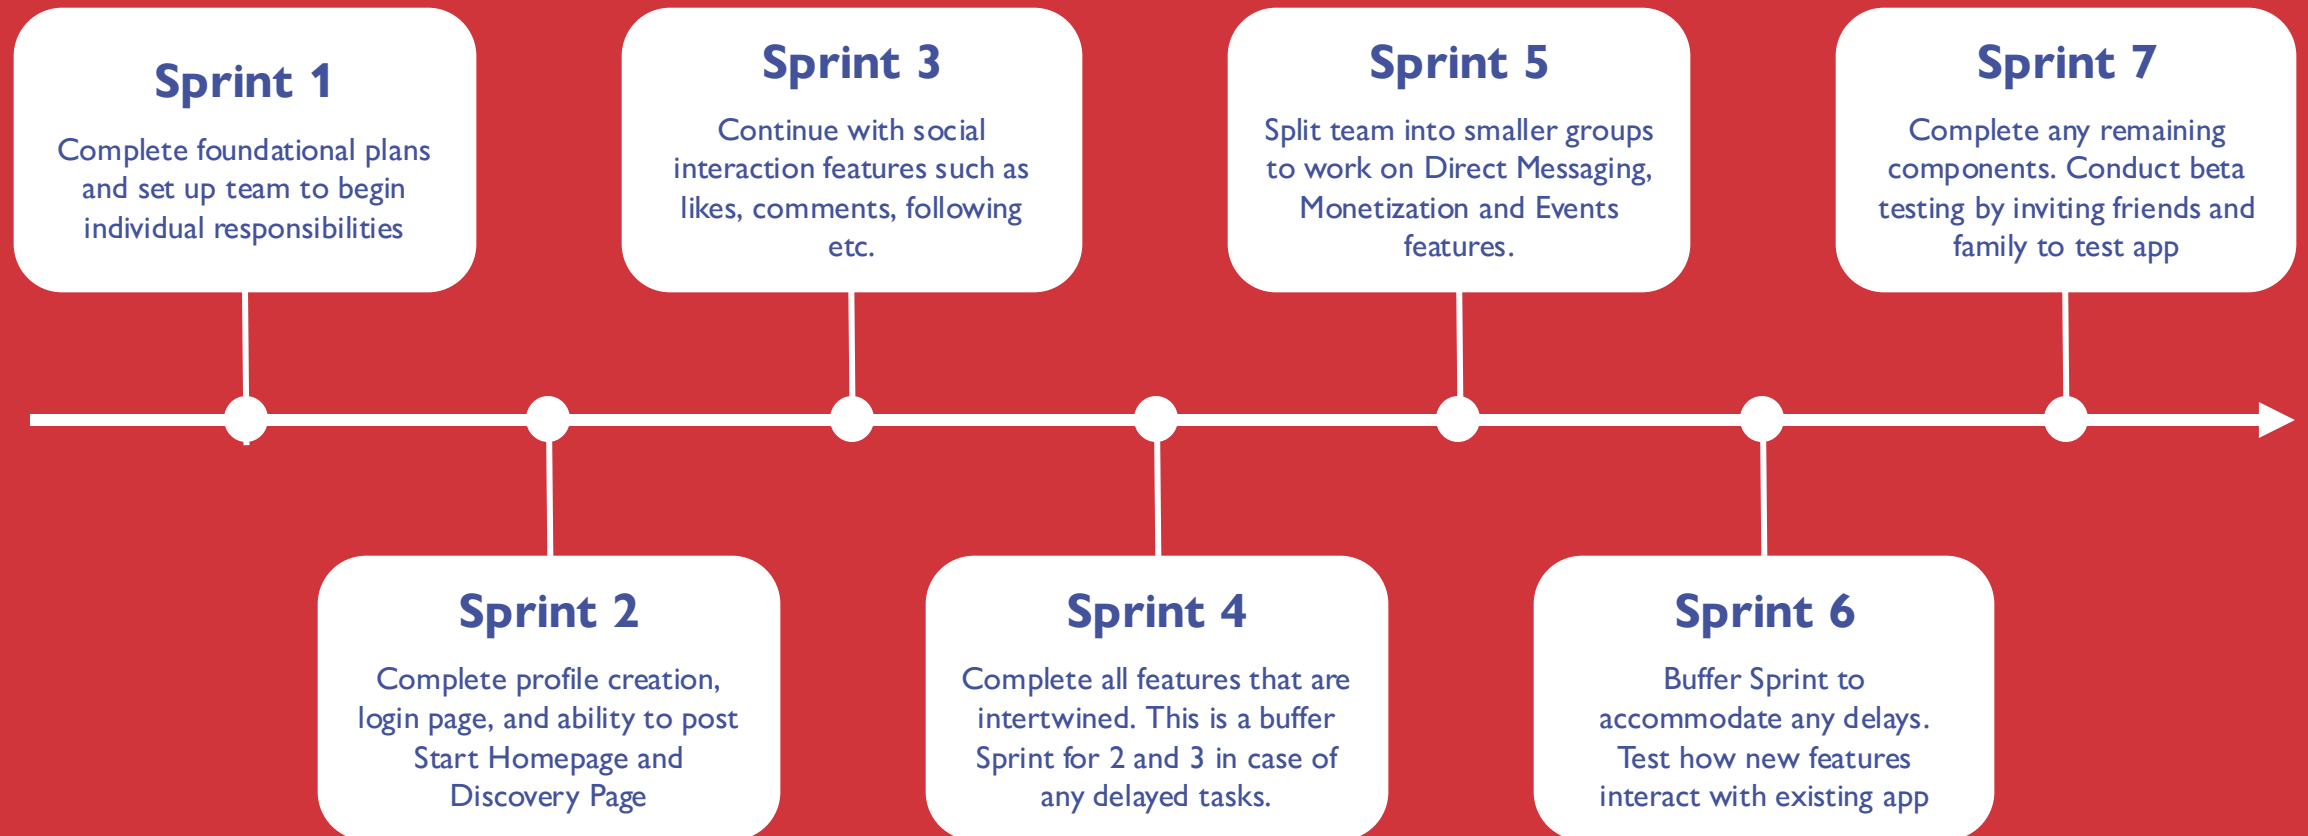 Sprint 1
Complete foundational plans
and set up team to begin
individual responsibilities
Sprint 2
Complete profile creation,
login page, and ability to post
Start Homepage and
Discovery Page
Sprint 3
Continue with social
interaction features such as
likes, comments, following
etc.
Sprint 4
Complete all features that are
intertwined. This is a buffer
Sprint for 2 and 3 in case of
any delayed tasks.
Sprint 5
Split team into smaller groups
to work on Direct Messaging,
Monetization and Events
features.
Sprint 6
Buffer Sprint to
accommodate any delays.
Test how new features
interact with existing app
Sprint 7
Complete any remaining
components. Conduct beta
testing by inviting friends and
family to test app